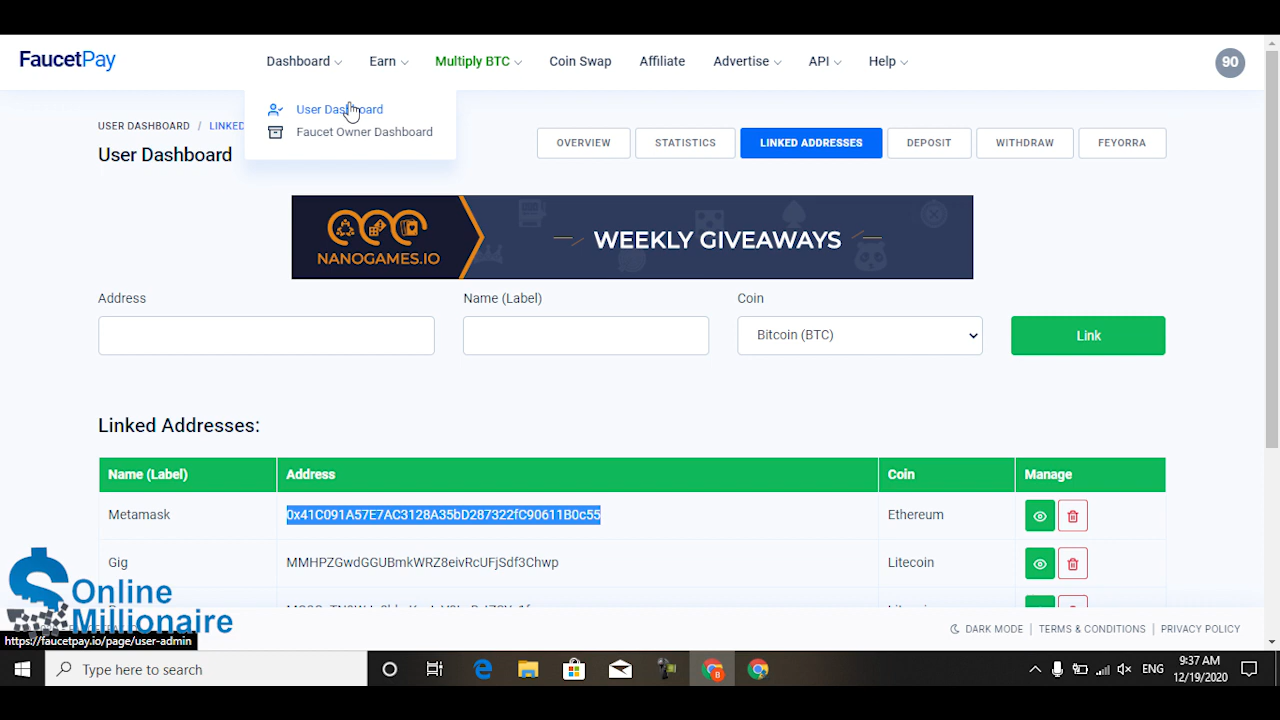 FaucetPay Dashboard Earn Multiply BTC Coin Swap Affiliate Advertise API Help 90
User Dashboard
Faucet Owner Dashboard
USER DASHBOARD / LINKED
User Dashboard
OVERVIEW STATISTICS LINKED ADDRESSES DEPOSIT WITHDRAW FEYORRA
NANOGAMES.IO WEEKLY GIVEAWAYS
Address Name (Label) Coin
Bitcoin (BTC) Link
Linked Addresses:
Name (Label) Address Coin Manage
Metamask 0x41C091A57E7AC3128A35bD287322fC90611B0c55 Ethereum
Gig MMHPZGwdGGUBmkWRZ8eivRcUFjSdf3Chwp Litecoin
Online
Millionaire
DARK MODE | TERMS & CONDITIONS | PRIVACY POLICY
https://faucetpay.io/page/user-admin
Type here to search
ENG
9:37 AM
12/19/2020